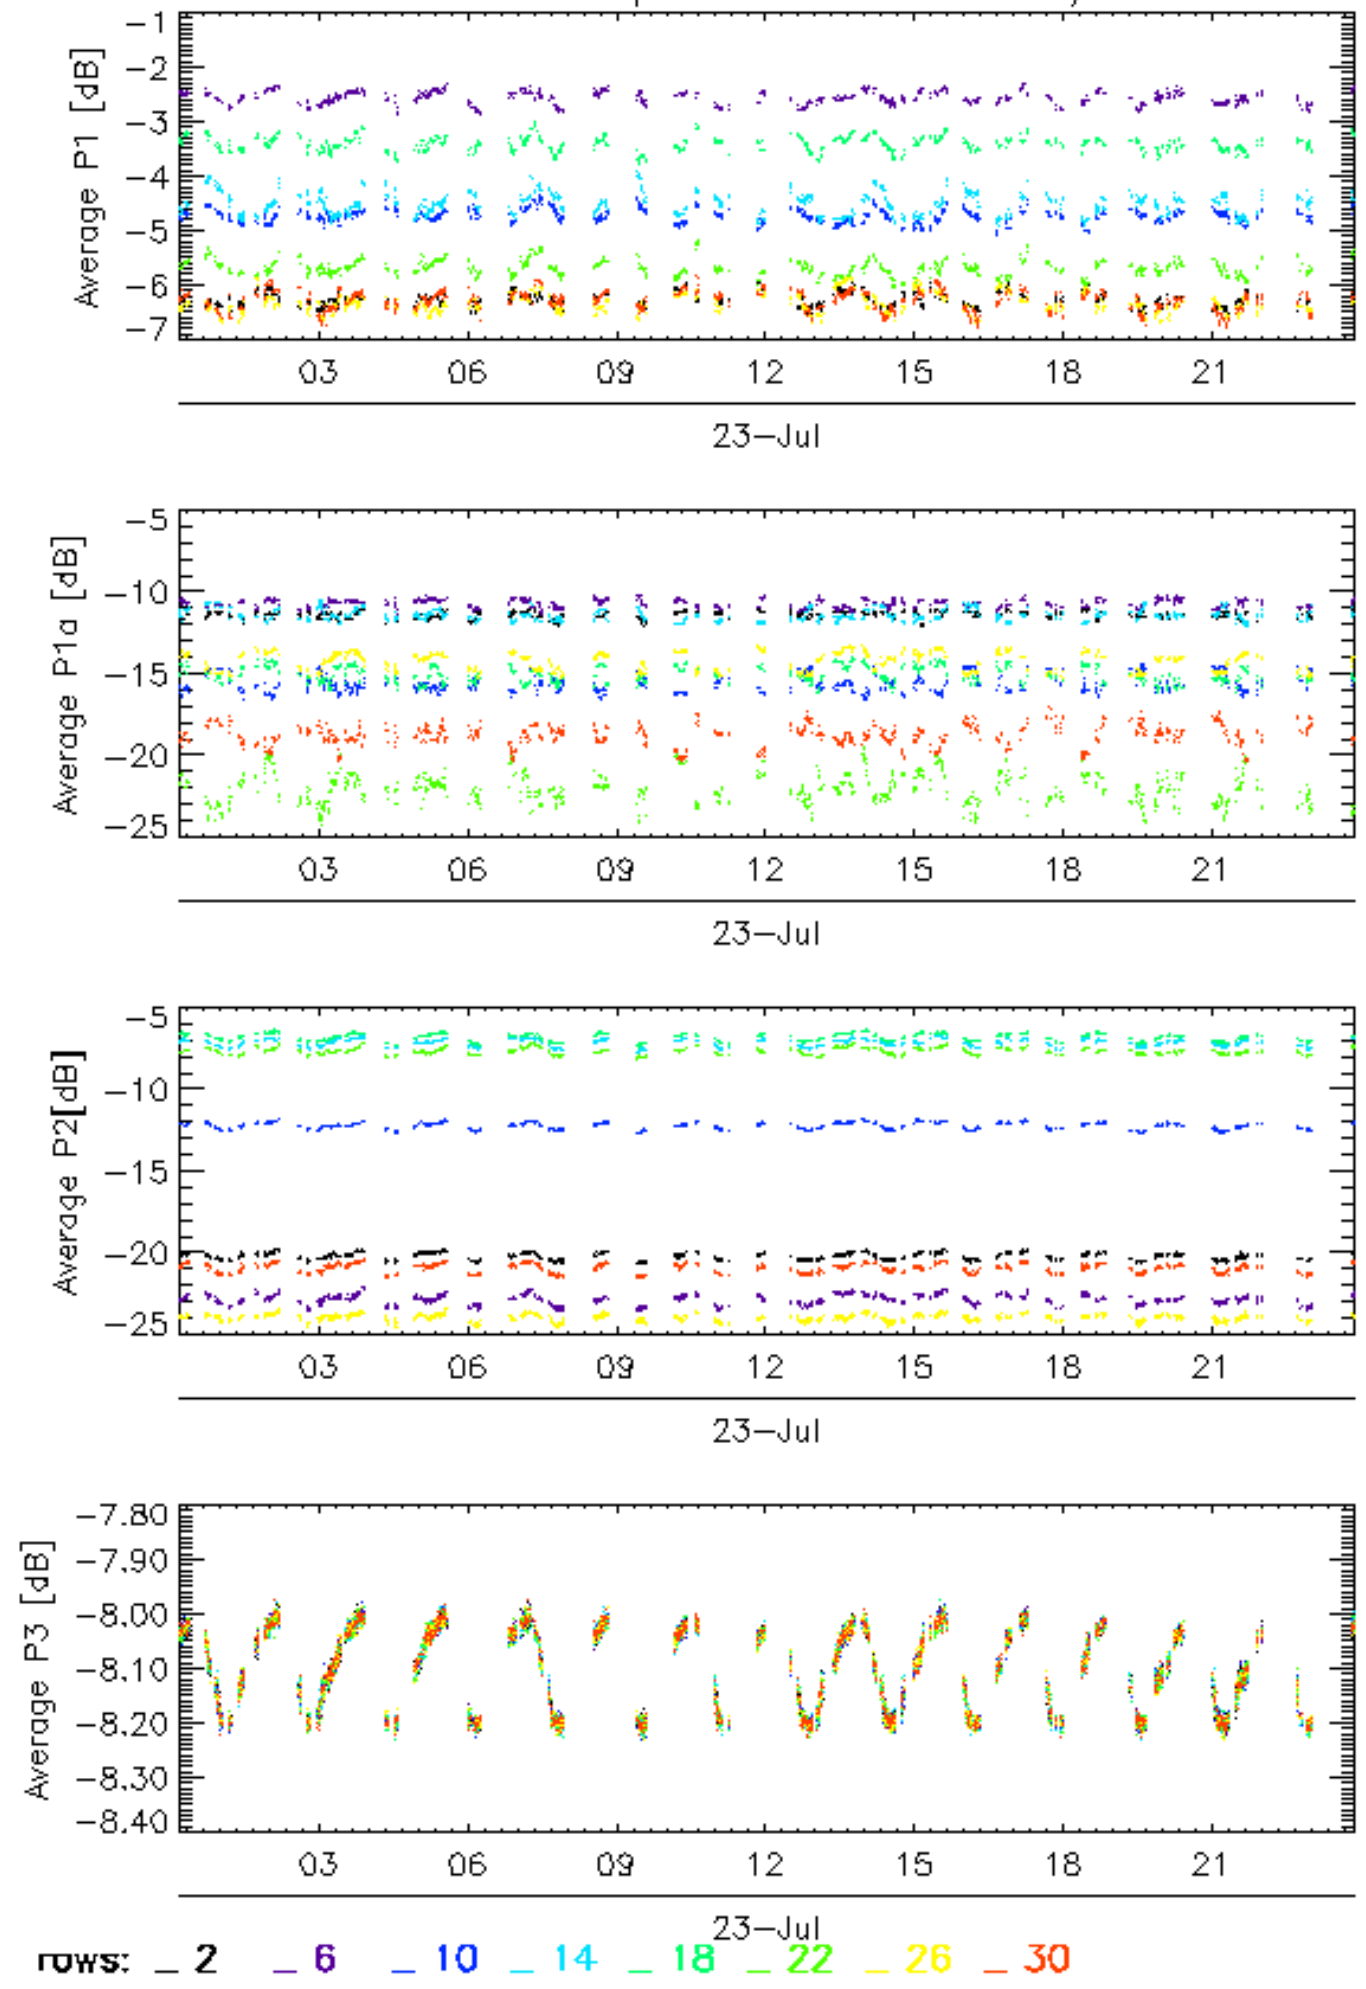 Average P1 [dB]
−1
−2
−3
−4
−5
−6
−7
03 06 09 12 15 18 21
23−Jul
Average P1a [dB]
−5
−10
−15
−20
−25
03 06 09 12 15 18 21
23−Jul
Average P2[dB]
−5
−10
−15
−20
−25
03 06 09 12 15 18 21
23−Jul
Average P3 [dB]
−7.80
−7.90
−8.00
−8.10
−8.20
−8.30
−8.40
03 06 09 12 15 18 21
23−Jul
rows: _ 2 _ 6 _ 10 _ 14 _ 18 _ 22 _ 26 _ 30